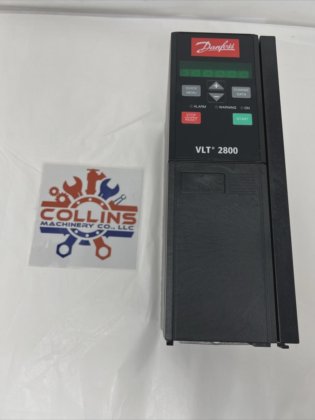 Danfoss
QUICK
MENU
CHANGE
DATA
ALARM
WARNING
ON
STOP
RESET
START
VLT® 2800
COLLINS
MACHINERY CO., LLC